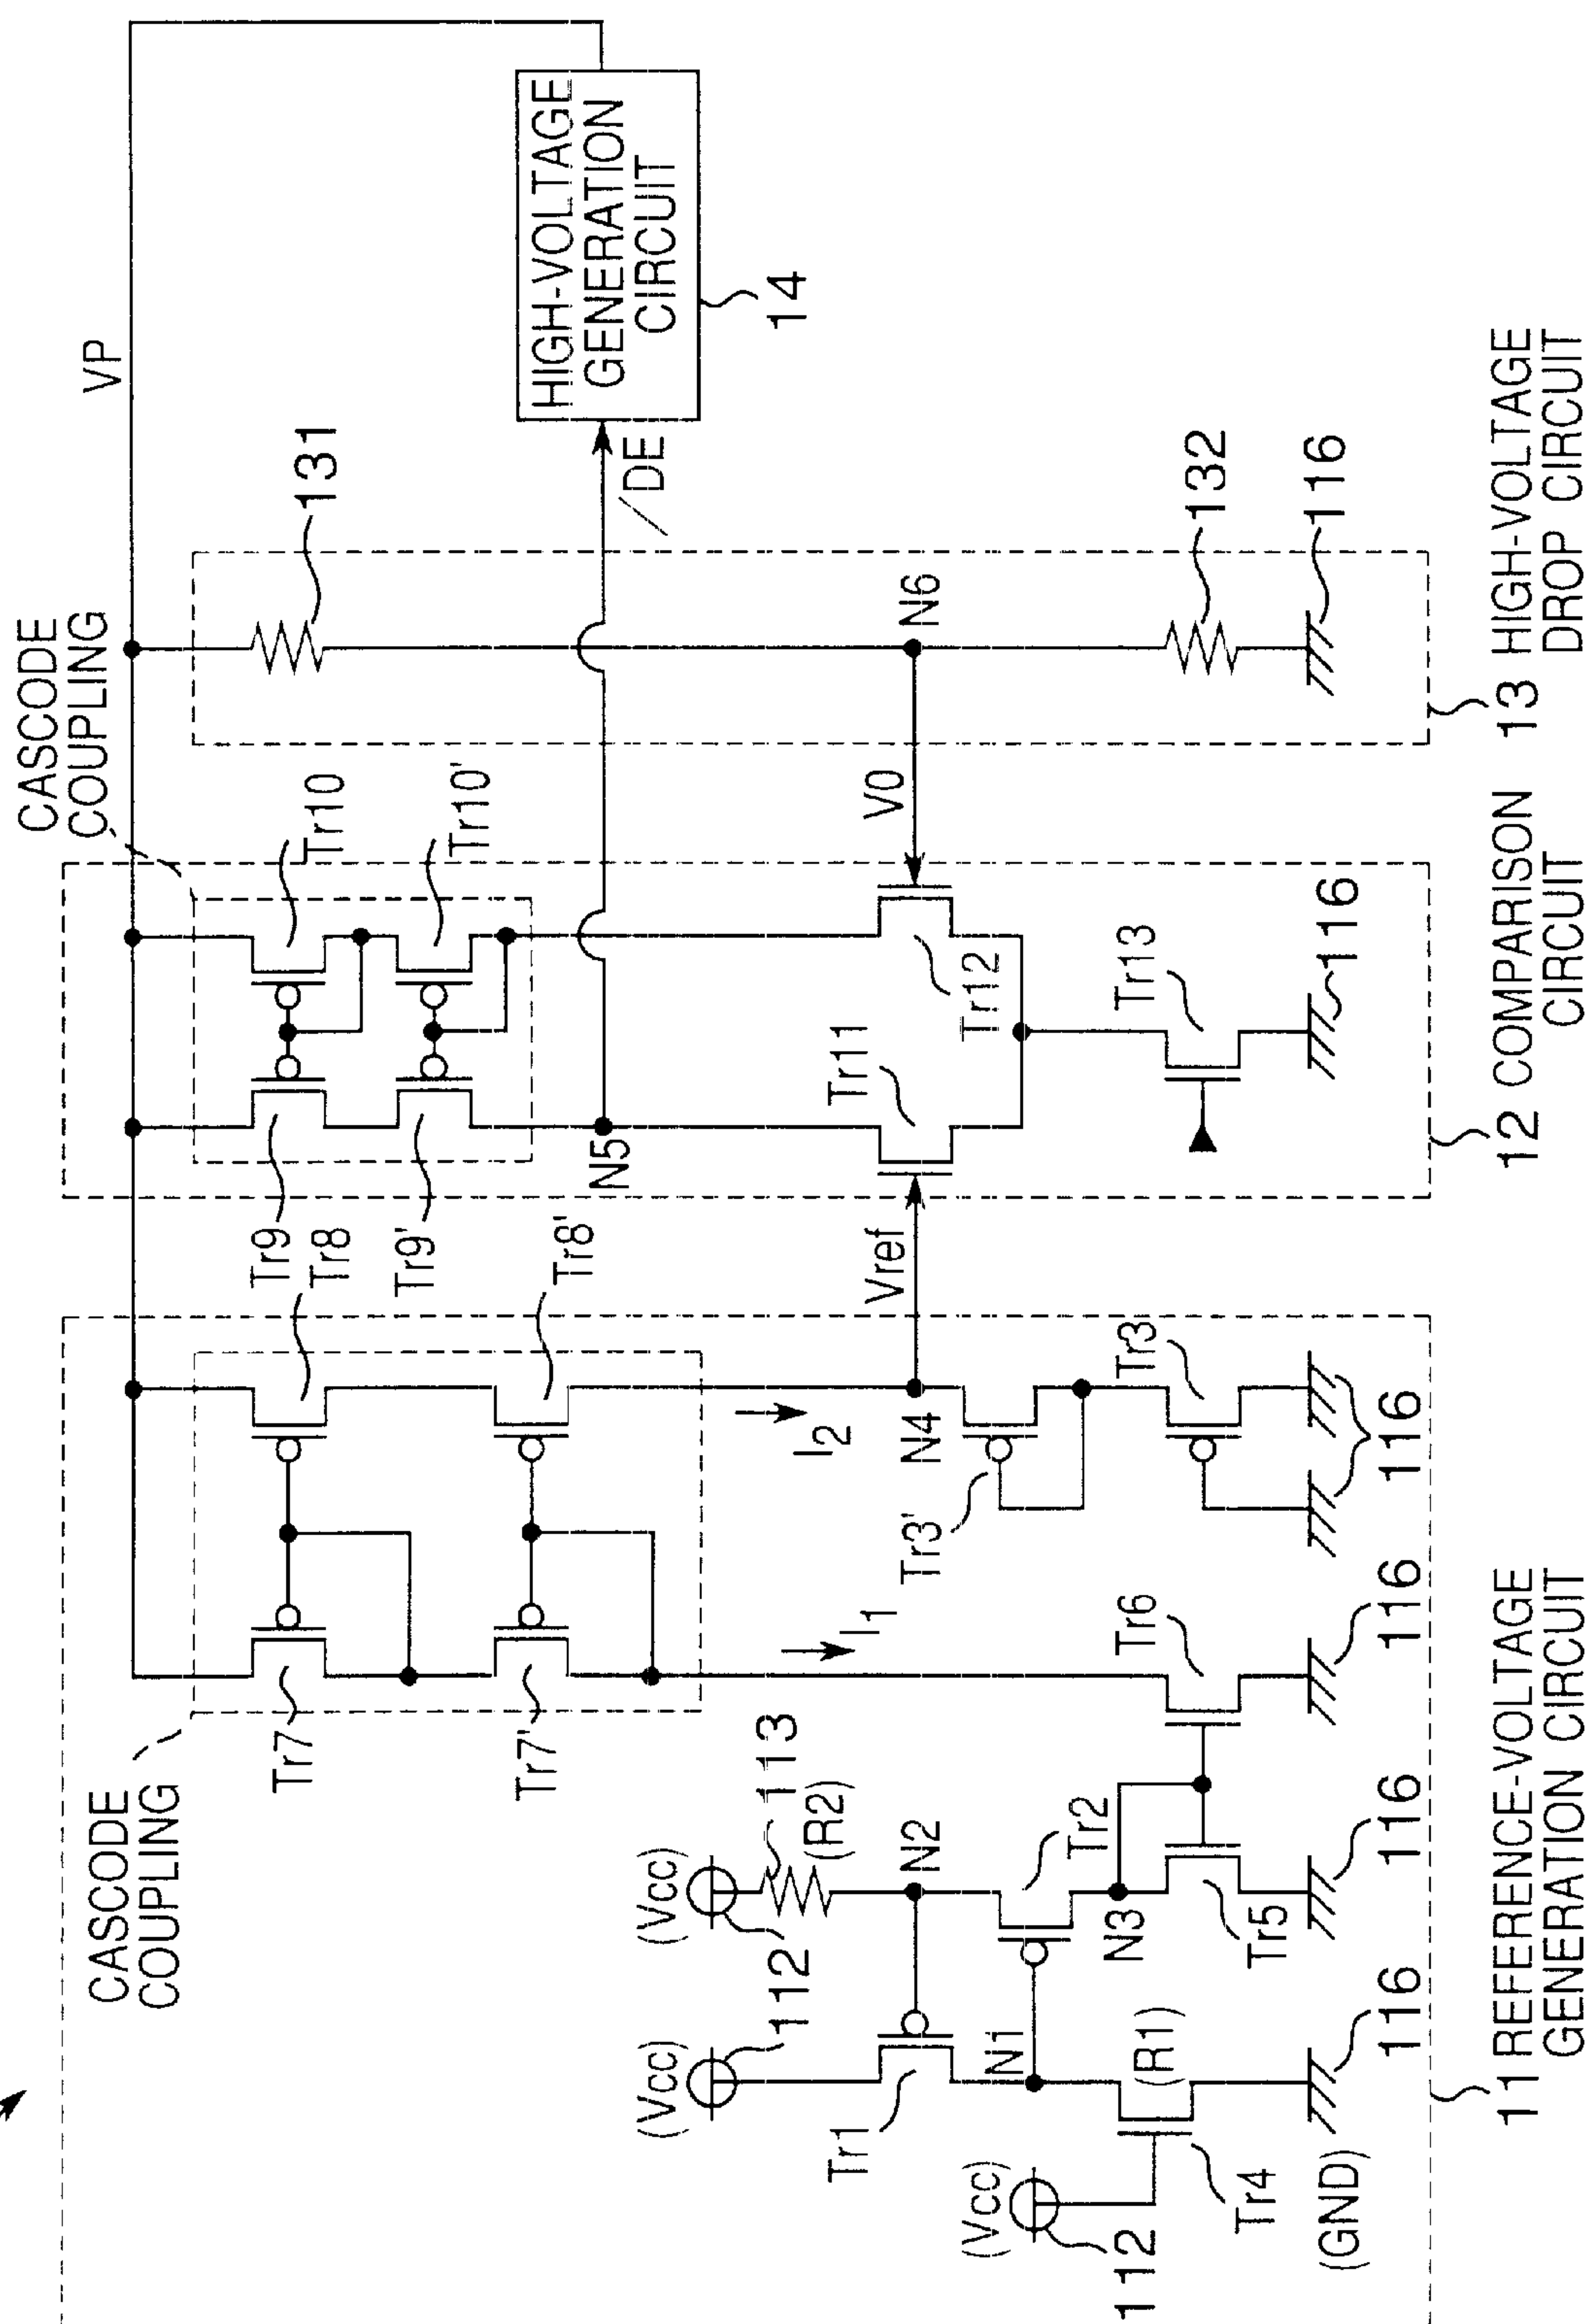 VP
CASCODE
COUPLING
CASCODE
COUPLING
Tr7
Tr8
Tr9
Tr10
131
Tr7'
Tr8'
Tr9'
Tr10'
HIGH-VOLTAGE
GENERATION
CIRCUIT
14
/DE
N5
(Vcc)
(Vcc)
112
113
(R2)
I1
I2
N2
Tr1
N4
Vref
Tr11
Tr12
V0
N6
(Vcc)
112
N1
Tr2
Tr3'
N3
(R1)
Tr4
Tr5
Tr6
Tr3
Tr13
132
(GND)
116
116
116
116
116
116
11 REFERENCE-VOLTAGE
GENERATION CIRCUIT
12 COMPARISON
CIRCUIT
13 HIGH-VOLTAGE
DROP CIRCUIT
112